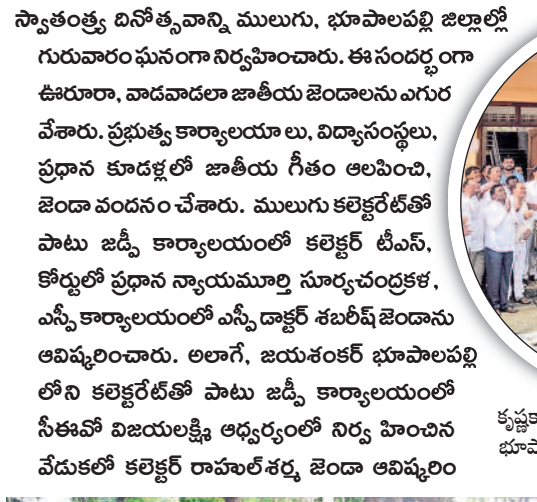 స్వాతంత్ర్య దినోత్సవాన్ని ములుగు, భూపాలపల్లి జిల్లాల్లో
గురువారం ఘనంగా నిర్వహించారు. ఈ సందర్భంగా
ఊరూరా, వాడవాడలా జాతీయ జెండాలను ఎగుర
వేశారు. ప్రభుత్వ కార్యాలయా లు, విద్యాసంస్థలు,
ప్రధాన కూడళ్లలో జాతీయ గీతం ఆలపించి,
జెండా వందనం చేశారు. ములుగు కలెక్టరేట్‌తో
పాటు జడ్పీ కార్యాలయంలో కలెక్టర్ టీఎస్,
కోర్టులో ప్రధాన న్యాయమూర్తి సూర్యచంద్రకళ,
ఎస్పీ కార్యాలయంలో ఎస్పీ డాక్టర్ శబరీష్ జెండాను
ఆవిష్కరించారు. అలాగే, జయశంకర్ భూపాలపల్లి
లోని కలెక్టరేట్‌తో పాటు జడ్పీ కార్యాలయంలో
సీఈవో విజయలక్ష్మి ఆధ్వర్యంలో నిర్వ హించిన
వేడుకలో కలెక్టర్ రాహుల్‌శర్మ జెండా ఆవిష్కరిం